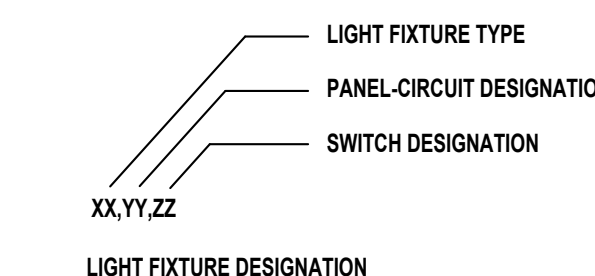 LIGHT FIXTURE TYPE
PANEL-CIRCUIT DESIGNATIO
SWITCH DESIGNATION
XX,YY,ZZ
LIGHT FIXTURE DESIGNATION